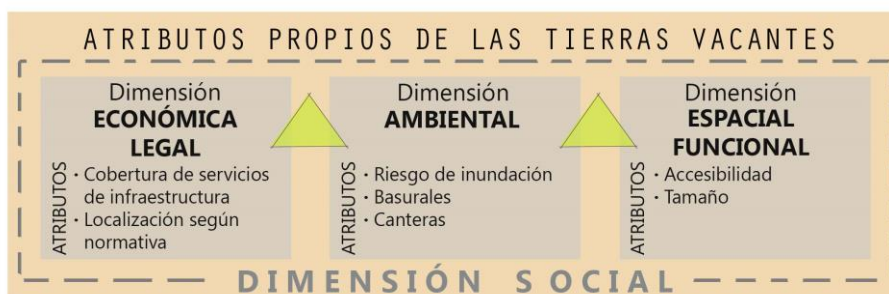 ATRIBUTOS PROPIOS DE LAS TIERRAS VACANTES
Dimensión
ECONÓMICA
LEGAL
ATRIBUTOS
· Cobertura de servicios
de infraestructura
· Localización según
normativa
Dimensión
AMBIENTAL
ATRIBUTOS
· Riesgo de inundación
· Basurales
· Canteras
Dimensión
ESPACIAL
FUNCIONAL
ATRIBUTOS
· Accesibilidad
· Tamaño
DIMENSIÓN SOCIAL